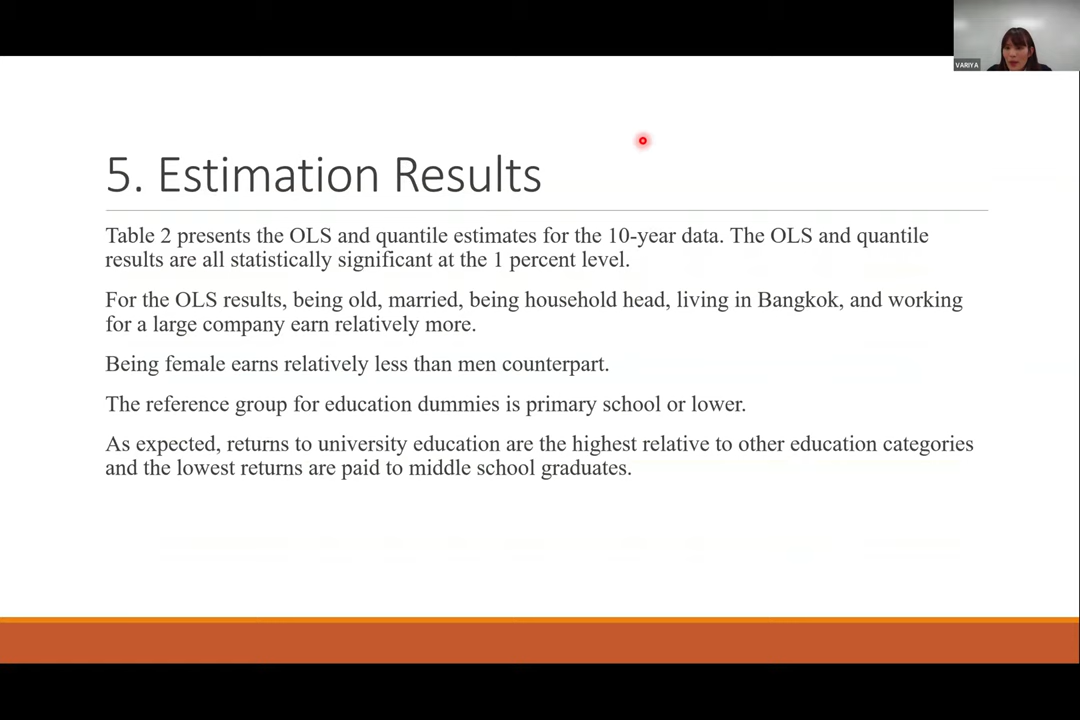 VARIYA
5. Estimation Results
Table 2 presents the OLS and quantile estimates for the 10-year data. The OLS and quantile
results are all statistically significant at the 1 percent level.
For the OLS results, being old, married, being household head, living in Bangkok, and working
for a large company earn relatively more.
Being female earns relatively less than men counterpart.
The reference group for education dummies is primary school or lower.
As expected, returns to university education are the highest relative to other education categories
and the lowest returns are paid to middle school graduates.